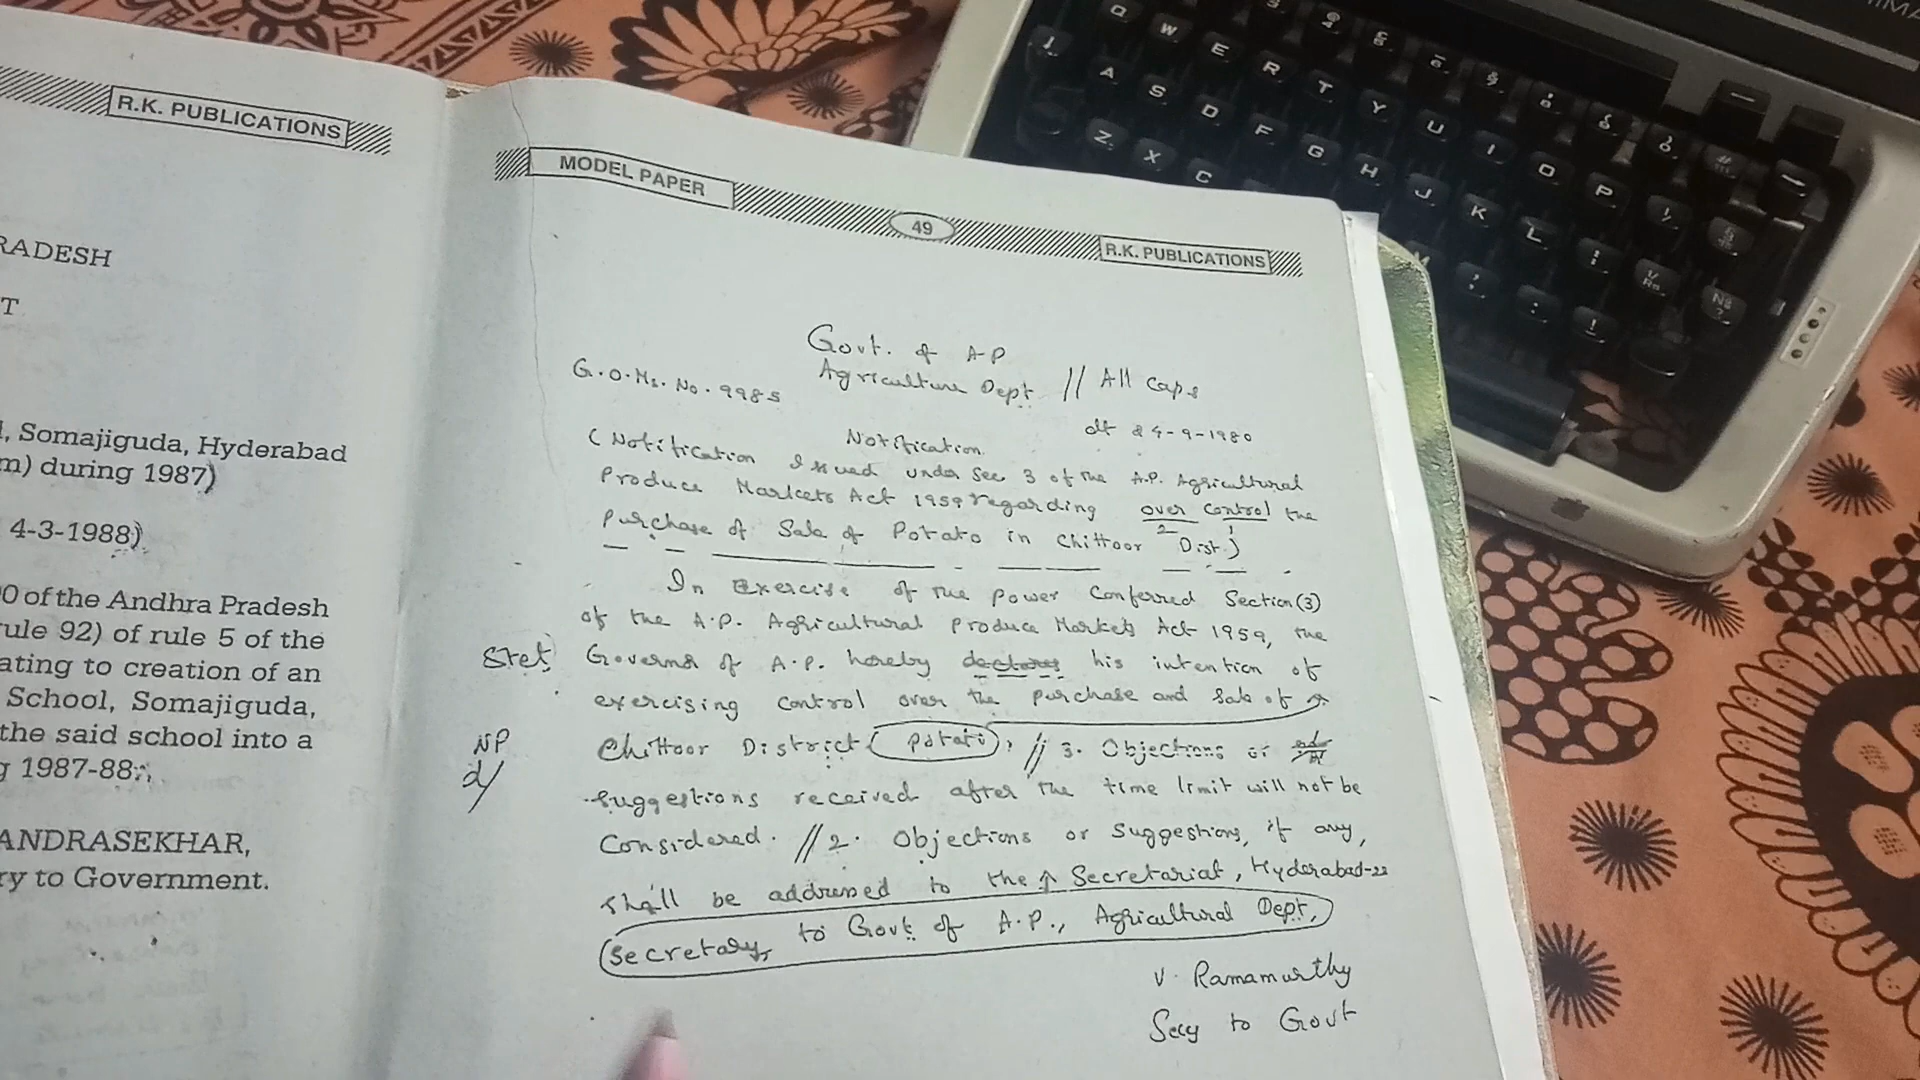 R.K. PUBLICATIONS
RADESH
T
, Somajiguda, Hyderabad
m) during 1987)
4-3-1988)
0 of the Andhra Pradesh
rule 92) of rule 5 of the
ating to creation of an
School, Somajiguda,
the said school into a
g 1987-88
ANDRASEKHAR,
ry to Government.
MODEL PAPER
49
R.K. PUBLICATIONS
Govt. of A-P
Agriculture Dept // All Caps
G.O.Ms. No. 9985
dt 24-9-1980
Notification
(Notification Issued under Sec 3 of the A.P. Agricultural
Produce Markets Act 1959 regarding over control the
2 1
purchase of Sale of Potato in Chittoor Dist.)
In Exercise of the power Conferred Section (3)
of the A.P. Agricultural Produce Markets Act 1959, the
Stet Governor of A.P. hereby declares his intention of
exercising control over the purchase and Sale of
NP Chittoor District (potato), // 3. Objections or
suggestions received after the time limit will not be
Considered. // 2. Objections or Suggestions, if any,
shall be addressed to the Secretariat, Hyderabad-22
Secretary, to Govt of A.P., Agricultural Dept,
V. Ramamurthy
Secy to Govt
Q W E R T Y U I O P
A S D F G H J K L
Z X C